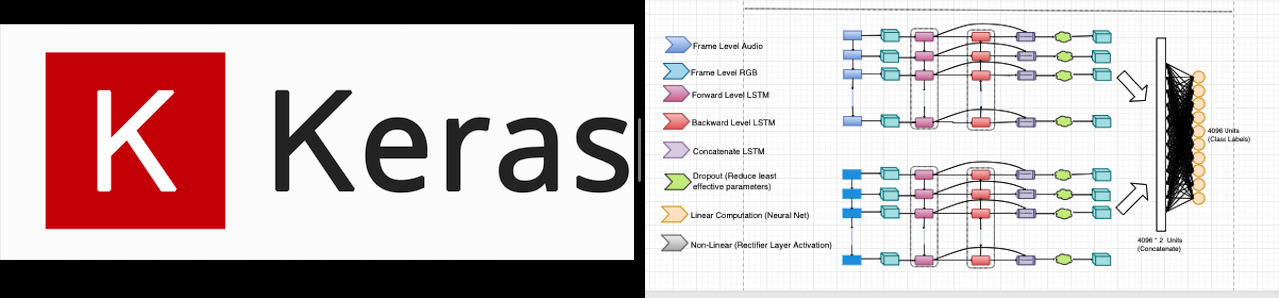 K Keras
Frame Level Audio
Frame Level RGB
Forward Level LSTM
Backward Level LSTM
Concatenate LSTM
Dropout (Reduce least
effective parameters)
Linear Computation (Neural Net)
Non-Linear (Rectifier Layer Activation)
4096 Units
(Class Labels)
4096 * 2 Units
(Concatenate)